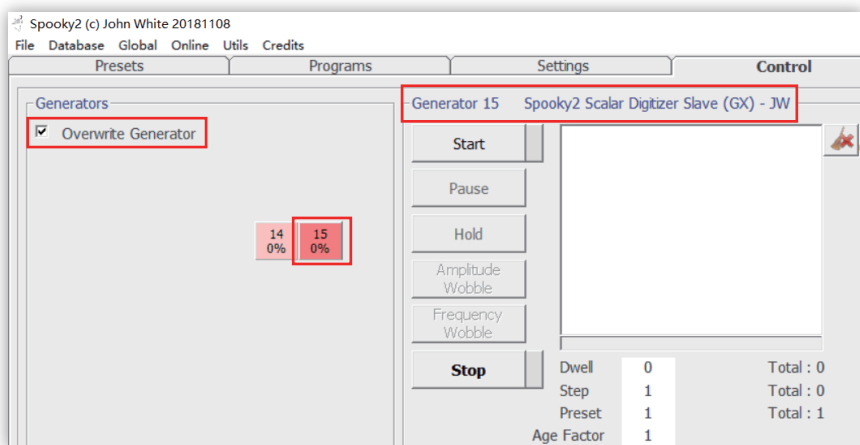 Spooky2 (c) John White 20181108
File Database Global Online Utils Credits
Presets Programs Settings Control
Generators
Overwrite Generator
14 15
0% 0%
Generator 15 Spooky2 Scalar Digitizer Slave (GX) - JW
Start
Pause
Hold
Amplitude
Wobble
Frequency
Wobble
Stop
Dwell 0 Total : 0
Step 1 Total : 0
Preset 1 Total : 1
Age Factor 1